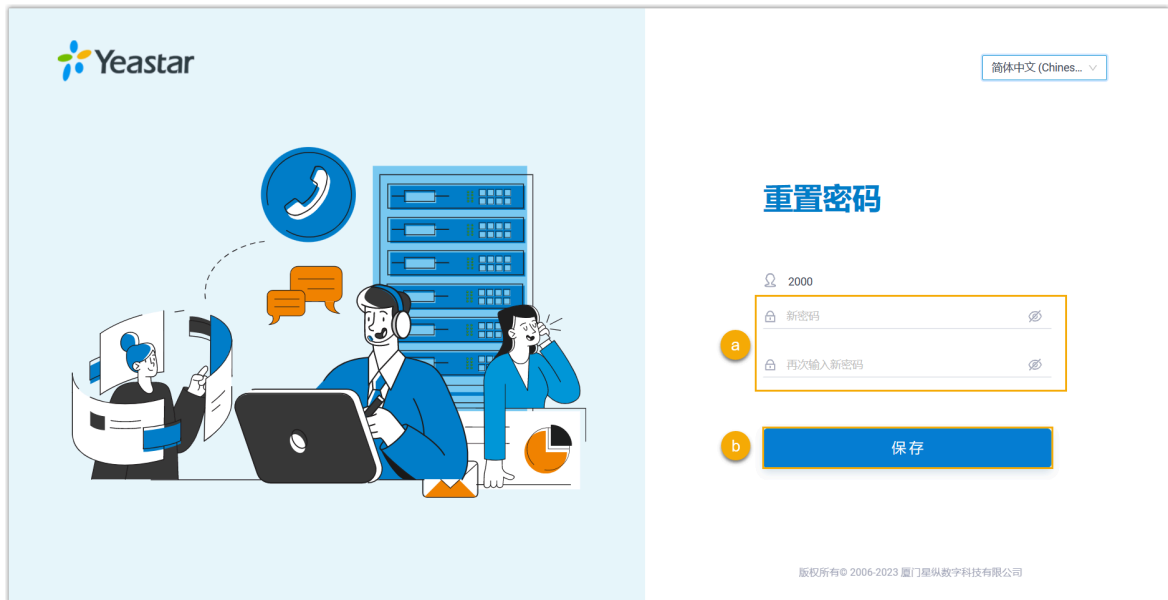 Yeastar
简体中文 (Chines...
重置密码
2000
新密码
a
再次输入新密码
b
保存
版权所有© 2006-2023 厦门星纵数字科技有限公司